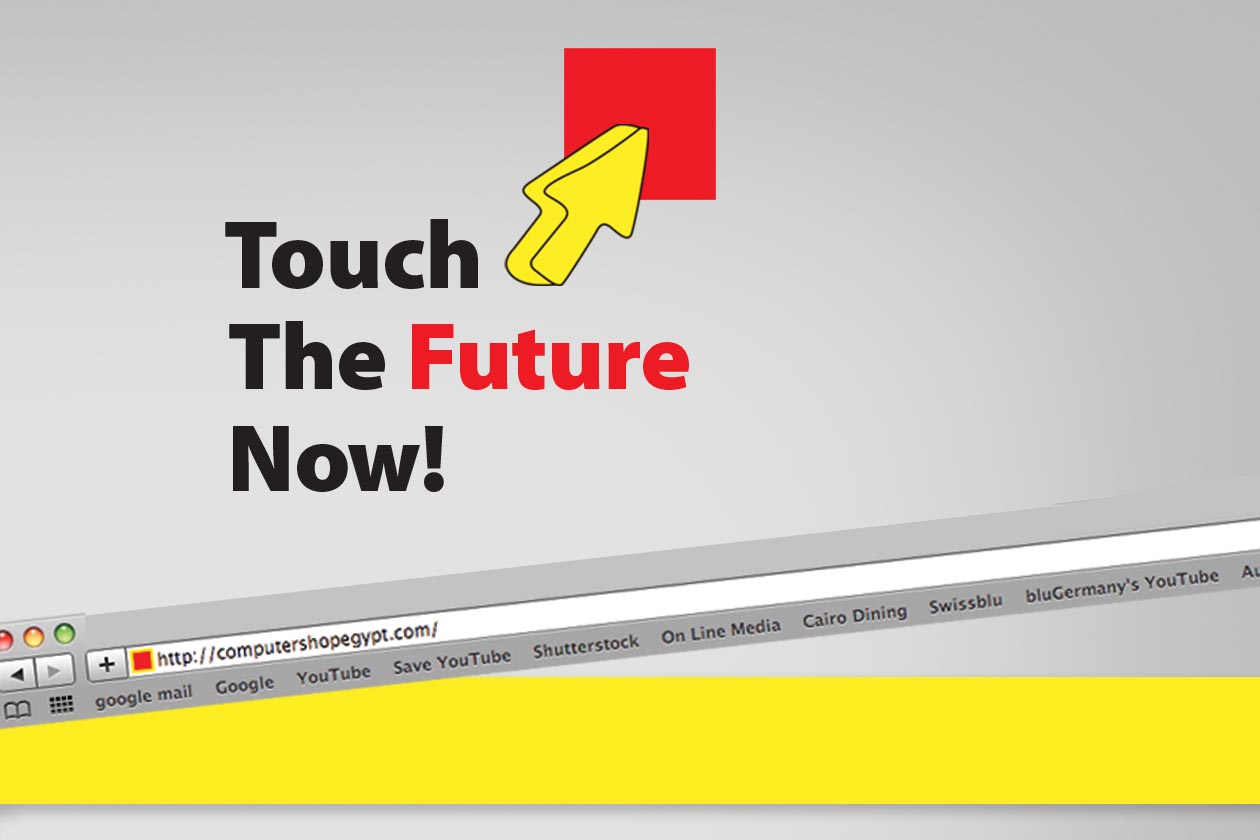 Touch
The Future
Now!
http://computershopegypt.com/
google mail Google YouTube Save YouTube Shutterstock On Line Media Cairo Dining Swissblu bluGermany's YouTube